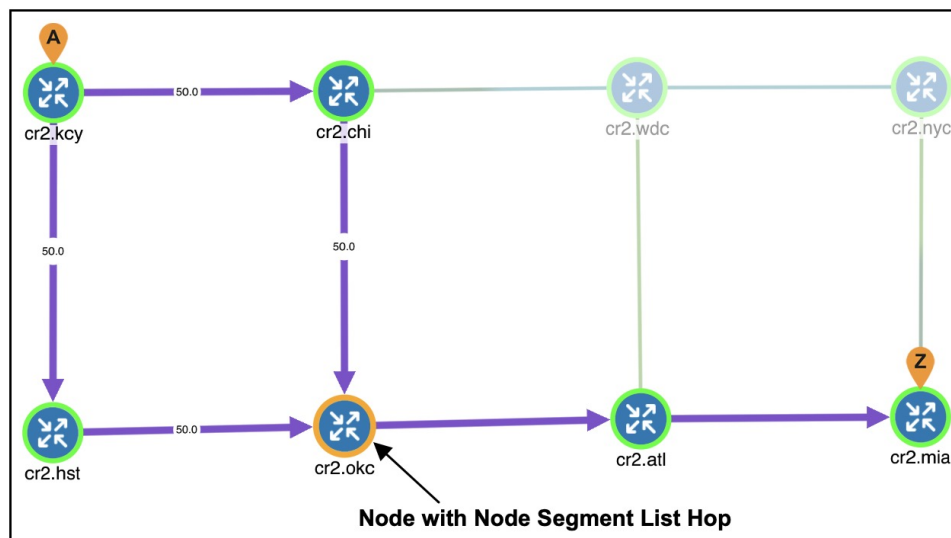 A
50.0
cr2.kcy
cr2.chi
cr2.wdc
cr2.nyc
50.0
50.0
Z
50.0
cr2.hst
cr2.okc
cr2.atl
cr2.mia
Node with Node Segment List Hop